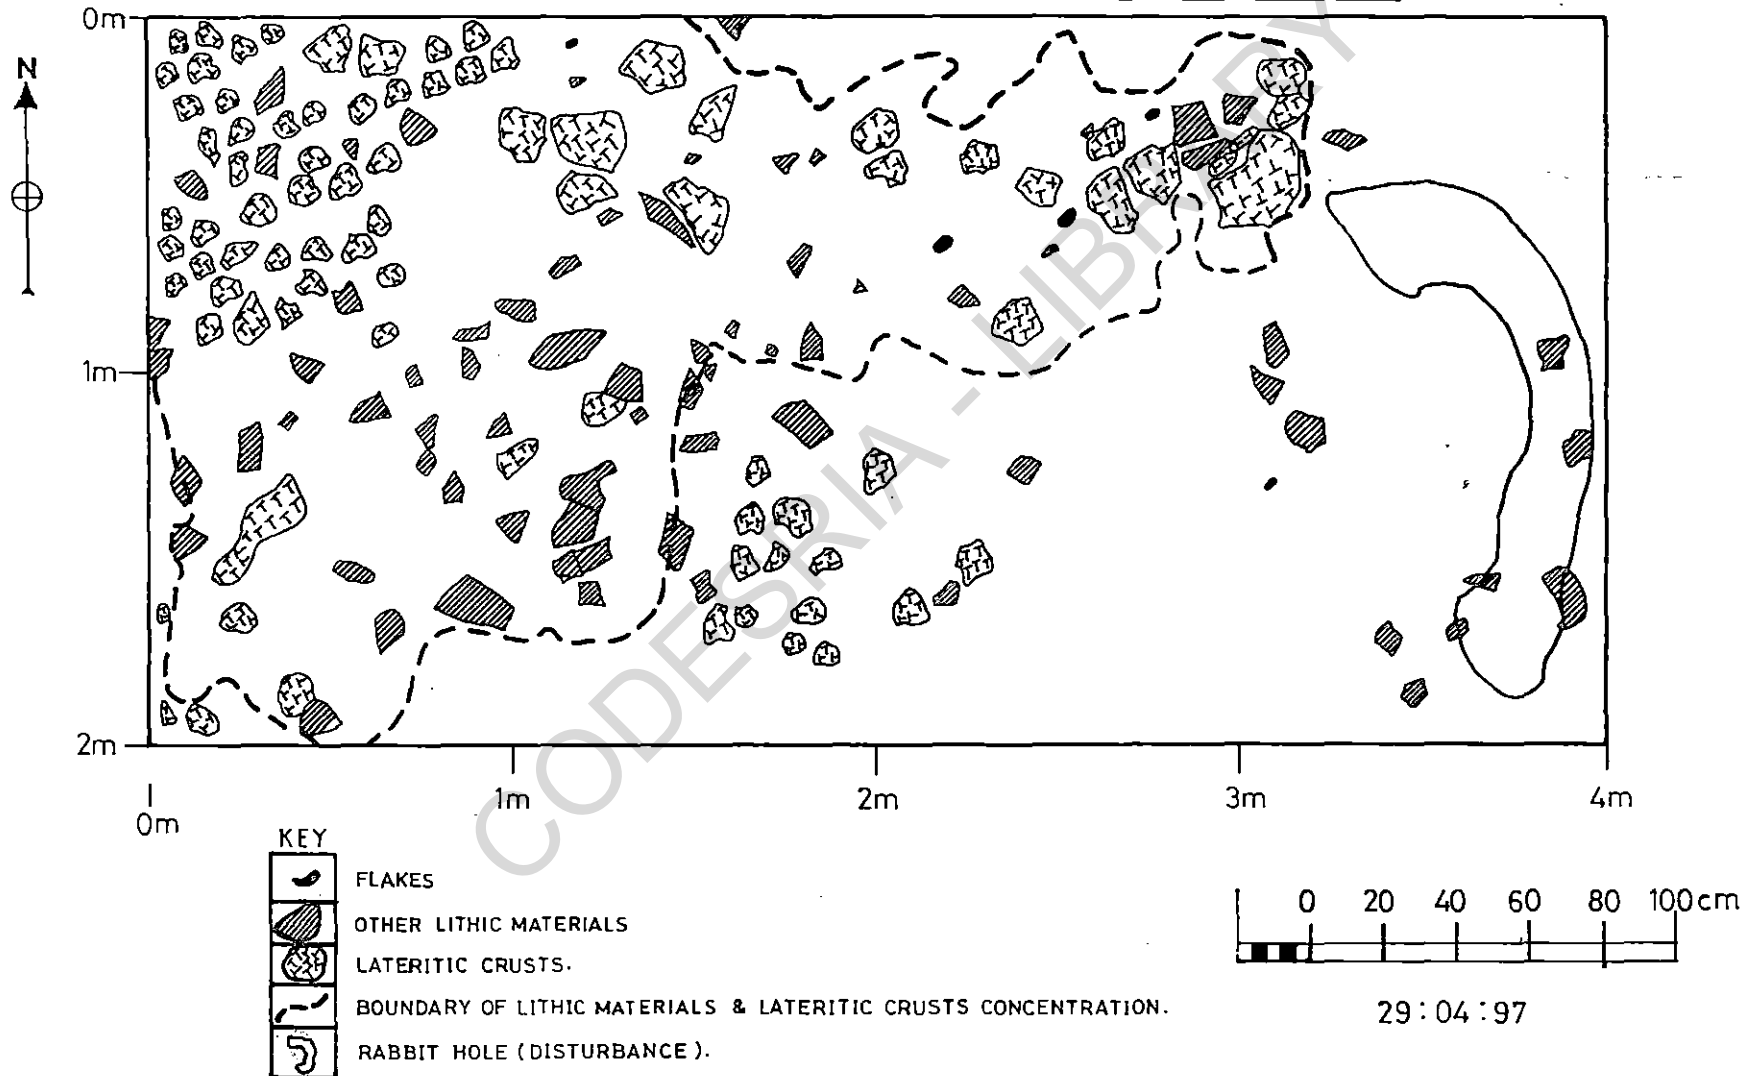 0m
N
1m
2m
0m
1m
2m
3m
4m
CODESRIA - LIBRARY
KEY
FLAKES
OTHER LITHIC MATERIALS
LATERITIC CRUSTS.
BOUNDARY OF LITHIC MATERIALS & LATERITIC CRUSTS CONCENTRATION.
RABBIT HOLE (DISTURBANCE).
0 20 40 60 80 100cm
29:04:97